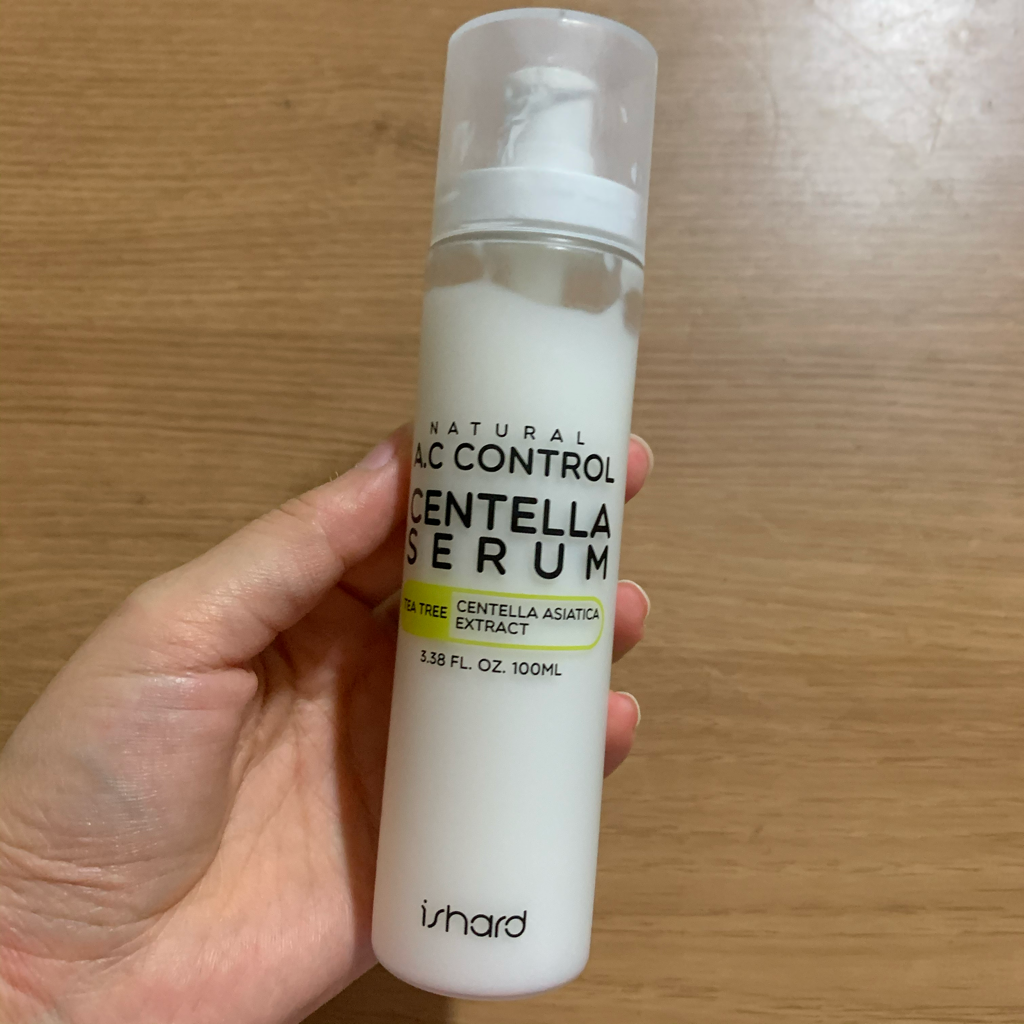 NATURAL
A.C CONTROL
CENTELLA
SERUM
TEA TREE
CENTELLA ASIATICA
EXTRACT
3.38 FL. OZ. 100ML
ishard